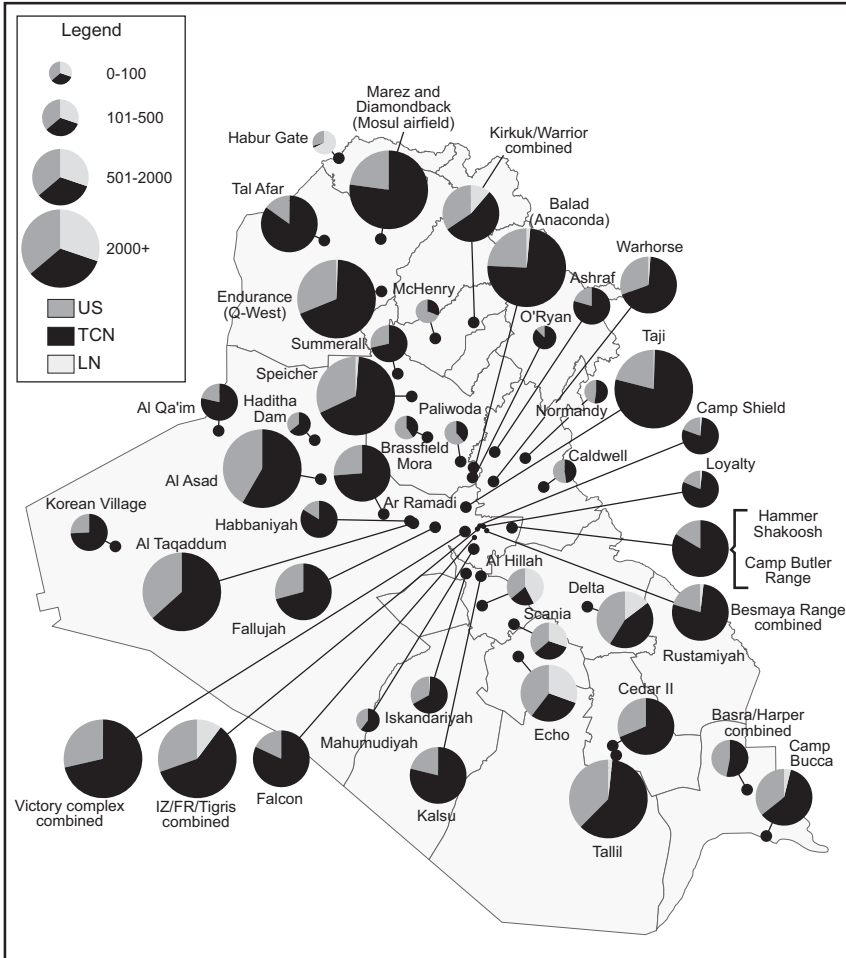 Legend
0-100
101-500
501-2000
2000+
US
TCN
LN
Marez and
Diamondback
(Mosul airfield)
Habur Gate
Kirkuk/Warrior
combined
Tal Afar
Balad
(Anaconda)
Warhorse
Ashraf
Endurance
(Q-West)
McHenry
O'Ryan
Taji
Summerall
Speicher
Al Qa'im
Haditha
Dam
Paliwoda
Normandy
Camp Shield
Brassfield
Mora
Caldwell
Al Asad
Loyalty
Ar Ramadi
Korean Village
Habbaniyah
Hammer
Shakoosh
Al Taqaddum
Camp Butler
Range
Al Hillah
Delta
Besmaya Range
combined
Fallujah
Scania
Rustamiyah
Cedar II
Iskandariyah
Echo
Basra/Harper
combined
Mahumudiyah
Camp
Bucca
Victory complex
combined
IZ/FR/Tigris
combined
Falcon
Kalsu
Tallil